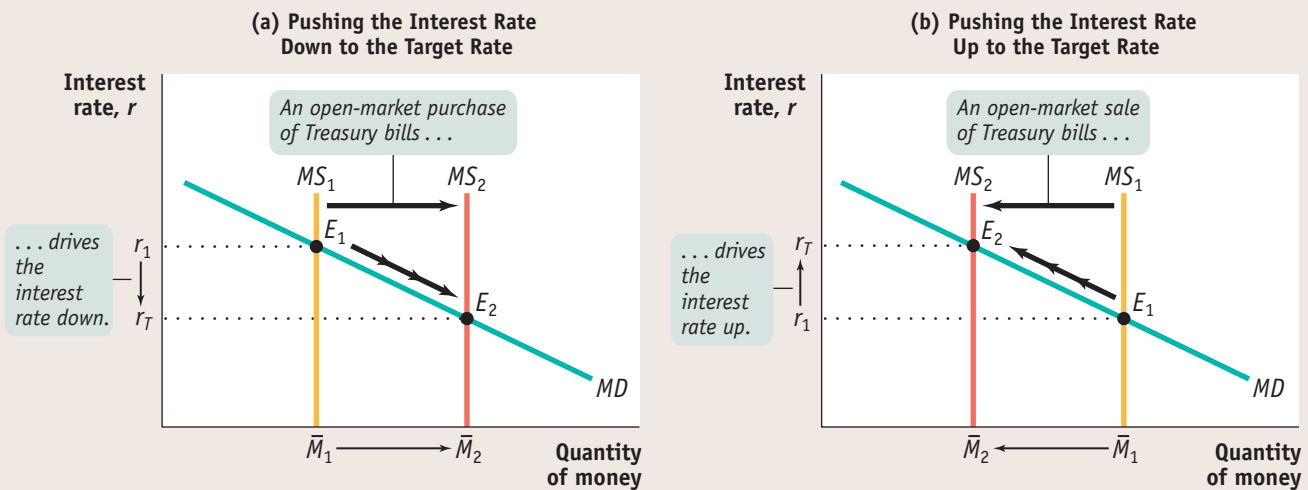 (a) Pushing the Interest Rate
Down to the Target Rate
Interest
rate, r
An open-market purchase
of Treasury bills . . .
MS₁
MS₂
E₁
. . . drives
the
interest
rate down.
r₁
r_T
E₂
MD
M̅₁
M̅₂
Quantity
of money
(b) Pushing the Interest Rate
Up to the Target Rate
Interest
rate, r
An open-market sale
of Treasury bills . . .
MS₂
MS₁
E₂
. . . drives
the
interest
rate up.
r_T
r₁
E₁
MD
M̅₂
M̅₁
Quantity
of money